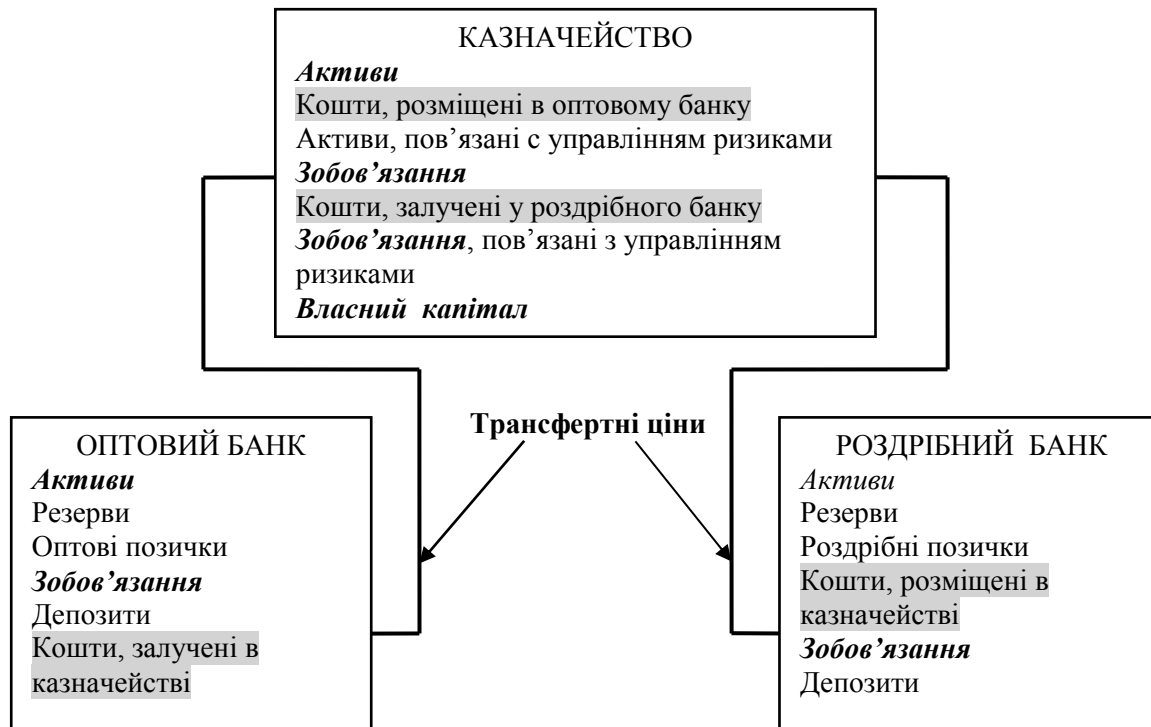 КАЗНАЧЕЙСТВО
Активи
Кошти, розміщені в оптовому банку
Активи, пов’язані с управлінням ризиками
Зобов’язання
Кошти, залучені у роздрібного банку
Зобов’язання, пов’язані з управлінням
ризиками
Власний капітал
Трансфертні ціни
ОПТОВИЙ БАНК
Активи
Резерви
Оптові позички
Зобов’язання
Депозити
Кошти, залучені в
казначействі
РОЗДРІБНИЙ БАНК
Активи
Резерви
Роздрібні позички
Кошти, розміщені в
казначействі
Зобов’язання
Депозити